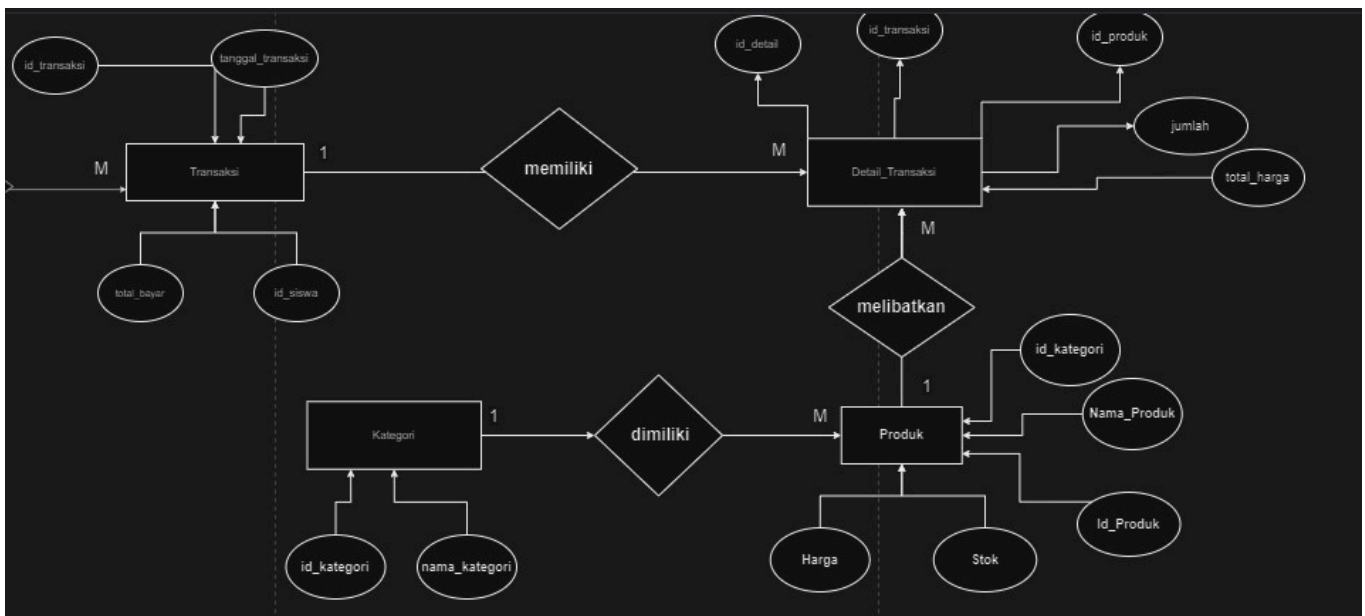 id_transaksi
tanggal_transaksi
id_detail
id_transaksi
id_produk
jumlah
total_harga
M
Transaksi
1
memiliki
M
Detail_Transaksi
total_bayar
id_siswa
M
melibatkan
1
id_kategori
Nama_Produk
Id_Produk
Kategori
1
dimiliki
M
Produk
id_kategori
nama_kategori
Harga
Stok